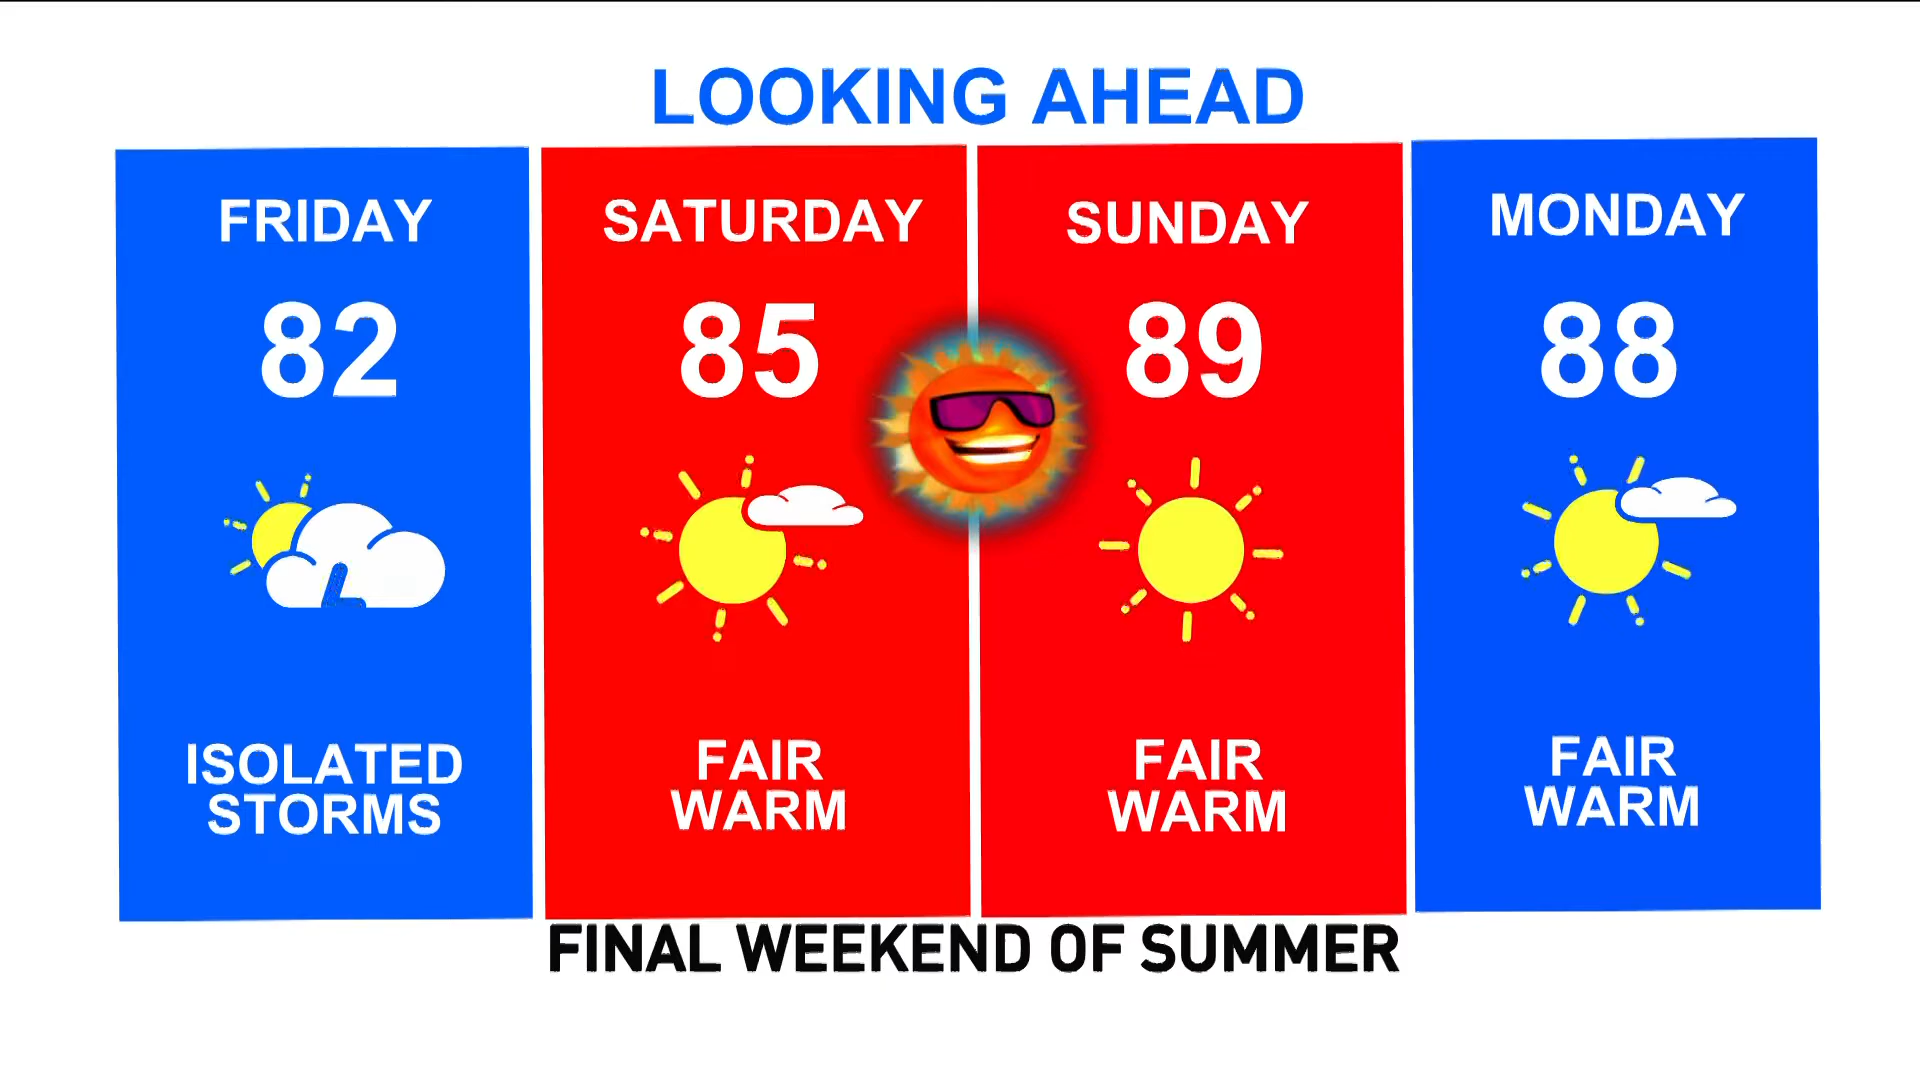 LOOKING AHEAD
FRIDAY
82
ISOLATED
STORMS
SATURDAY
85
FAIR
WARM
SUNDAY
89
FAIR
WARM
MONDAY
88
FAIR
WARM
FINAL WEEKEND OF SUMMER